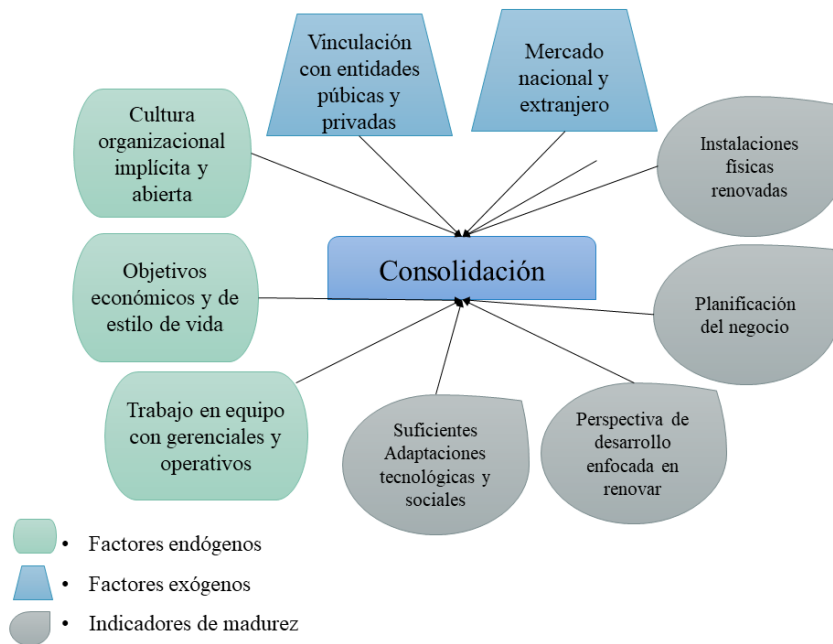 Vinculación
con entidades
púbicas y
privadas
Mercado
nacional y
extranjero
Cultura
organizacional
implícita y
abierta
Instalaciones
físicas
renovadas
Consolidación
Objetivos
económicos y de
estilo de vida
Planificación
del negocio
Trabajo en equipo
con gerenciales y
operativos
Suficientes
Adaptaciones
tecnológicas y
sociales
Perspectiva de
desarrollo
enfocada en
renovar
• Factores endógenos
• Factores exógenos
• Indicadores de madurez